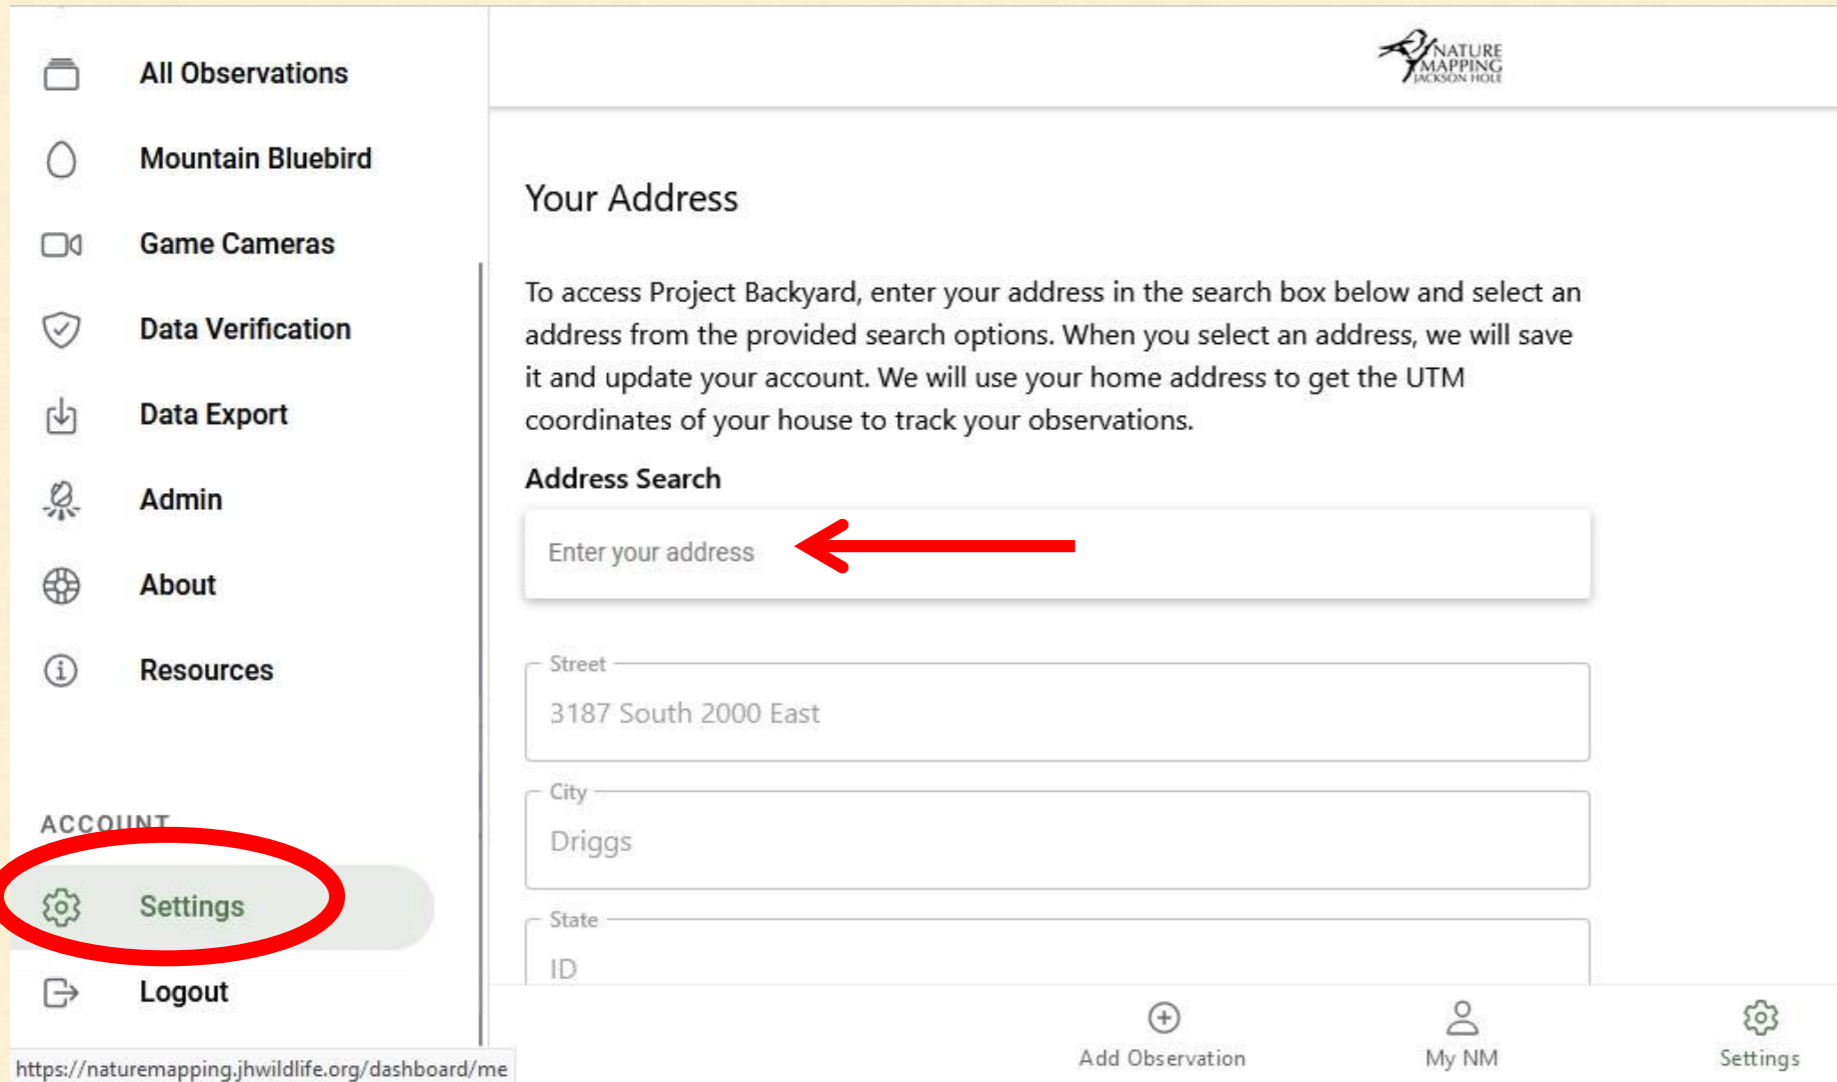 All Observations
Mountain Bluebird
Game Cameras
Data Verification
Data Export
Admin
About
Resources
ACCOUNT
Settings
Logout
https://naturemapping.jhwildlife.org/dashboard/me
NATURE
MAPPING
JACKSON HOLE
Your Address
To access Project Backyard, enter your address in the search box below and select an
address from the provided search options. When you select an address, we will save
it and update your account. We will use your home address to get the UTM
coordinates of your house to track your observations.
Address Search
Enter your address
Street
3187 South 2000 East
City
Driggs
State
ID
Add Observation
My NM
Settings